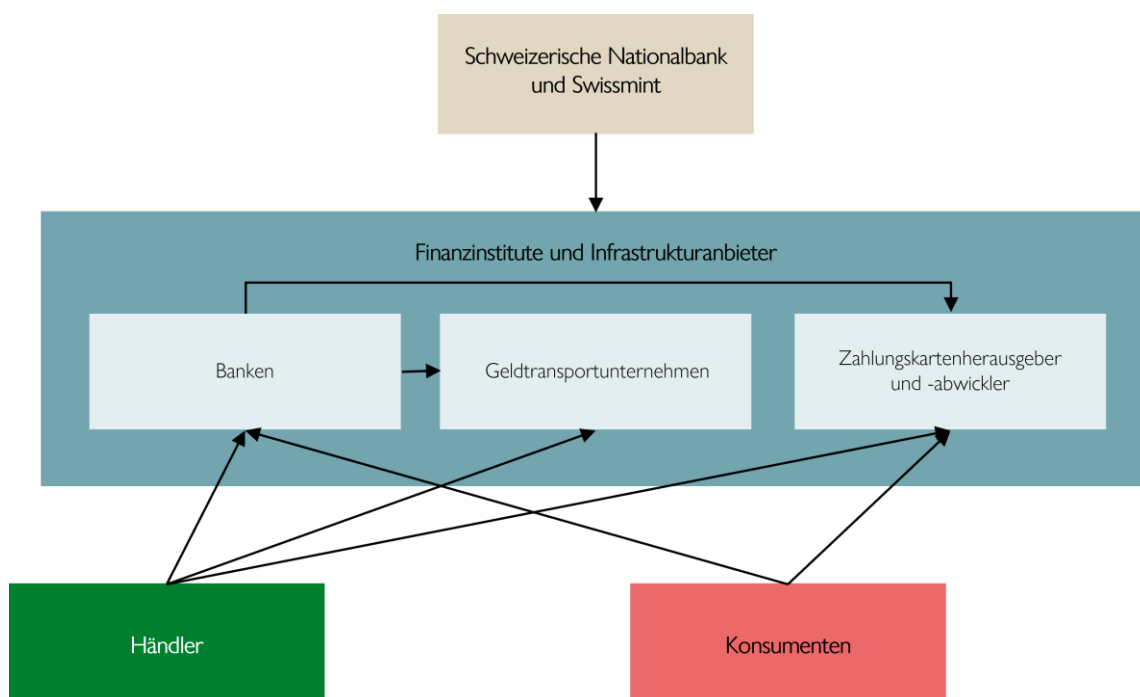 Schweizerische Nationalbank
und Swissmint
Finanzinstitute und Infrastrukturanbieter
Banken
Geldtransportunternehmen
Zahlungskartenherausgeber
und -abwickler
Händler
Konsumenten